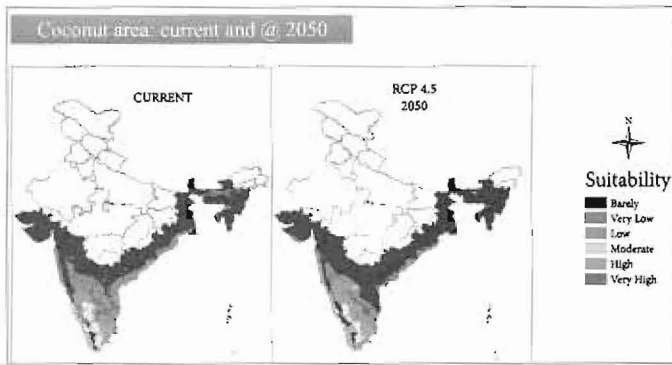 Coconut area: current and @ 2050
CURRENT
RCP 4.5
2050
N
Suitability
Barely
Very Low
Low
Moderate
High
Very High